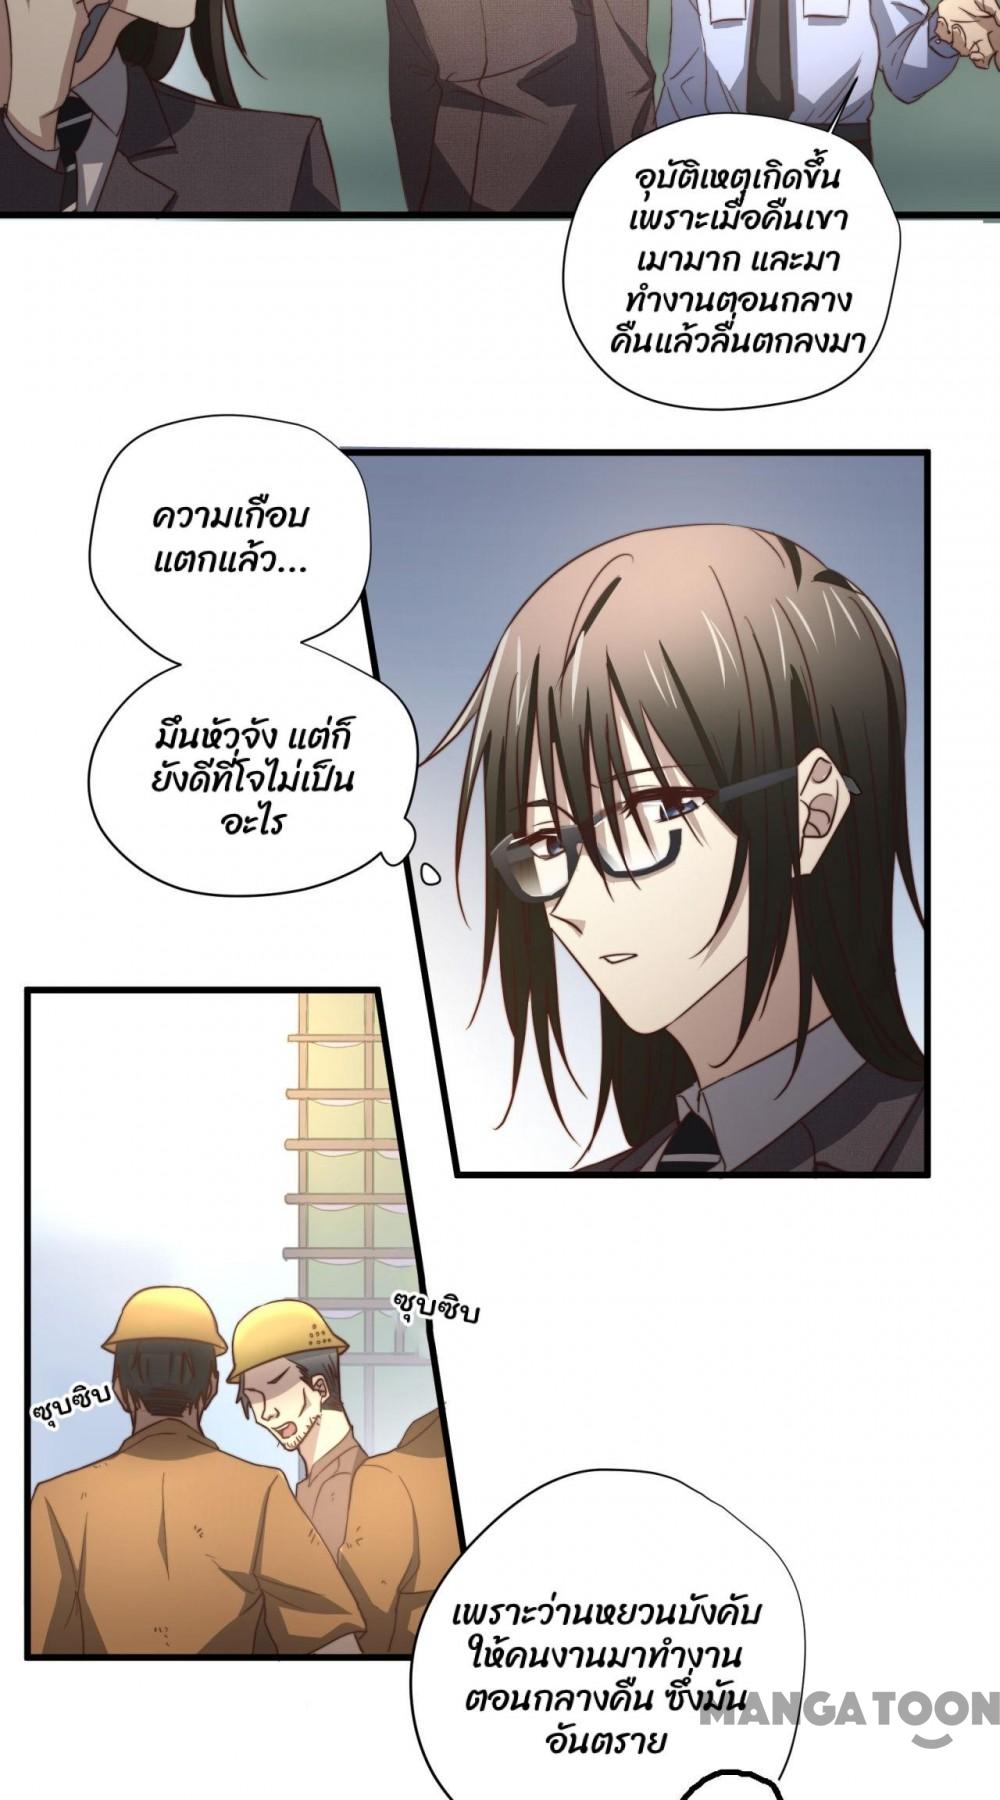 อุบัติเหตุเกิดขึ้น
เพราะเมื่อคืนเขา
เมามาก และมา
ทำงานตอนกลาง
คืนแล้วลื่นตกลงมา
ความเกือบ
แตกแล้ว...
มึนหัวจัง แต่ก็
ยังดีที่โจไม่เป็น
อะไร
ซุบซิบ
ซุบซิบ
เพราะว่านหยวนบังคับ
ให้คนงานมาทำงาน
ตอนกลางคืน ซึ่งมัน
อันตราย
MANGATOON